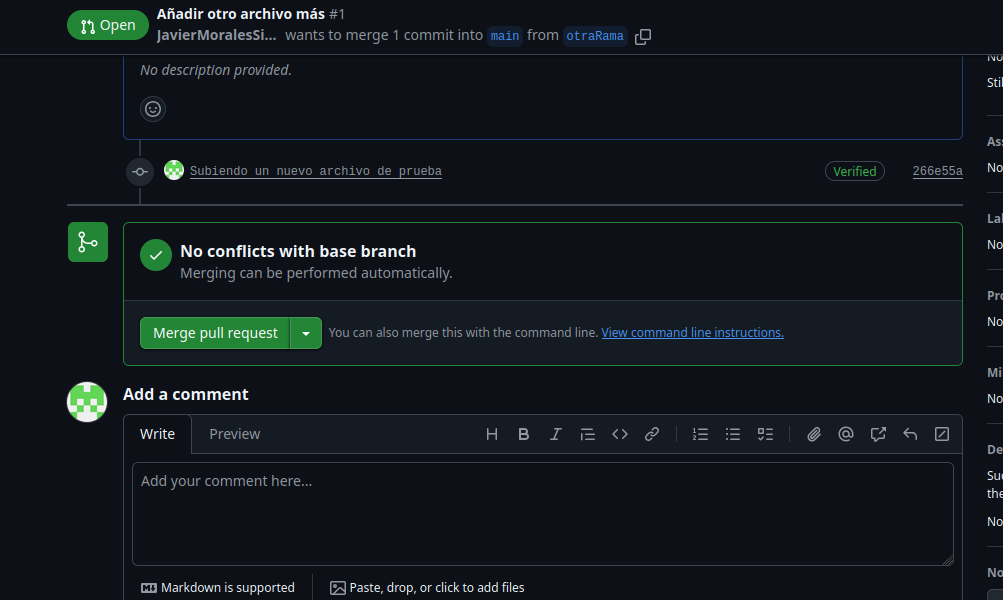 Open
Añadir otro archivo más #1
JavierMoralesSi... wants to merge 1 commit into main from otraRama
No description provided.
Subiendo un nuevo archivo de prueba
Verified
266e55a
No conflicts with base branch
Merging can be performed automatically.
Merge pull request
You can also merge this with the command line. View command line instructions.
Add a comment
Write
Preview
Add your comment here...
Markdown is supported
Paste, drop, or click to add files
No
Stil
Ass
No
Lab
No
Pro
No
Mi
No
De
Suc
the
No
No